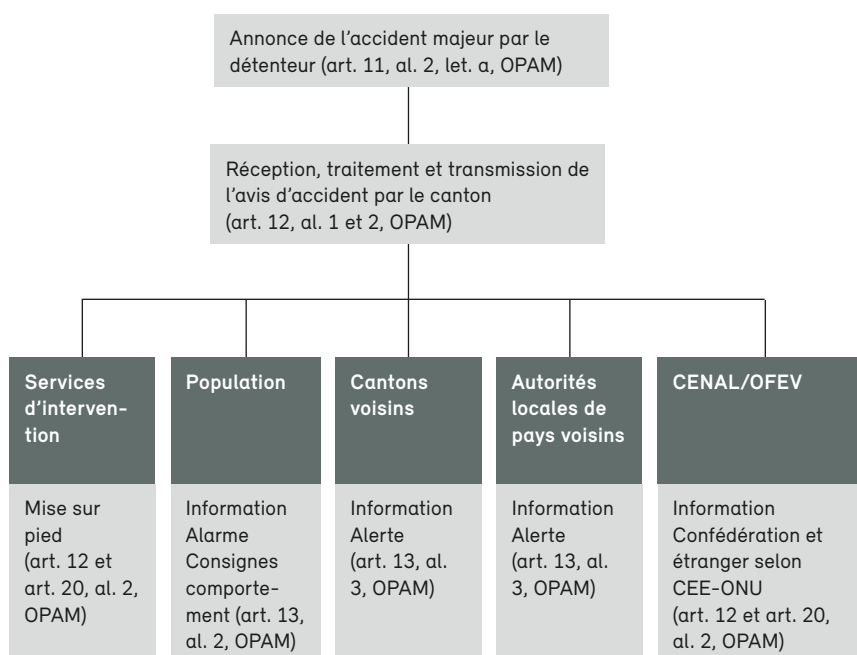 Annonce de l’accident majeur par le
détenteur (art. 11, al. 2, let. a, OPAM)
Réception, traitement et transmission de
l’avis d’accident par le canton
(art. 12, al. 1 et 2, OPAM)
Services
d’interven-
tion
Mise sur
pied
(art. 12 et
art. 20, al. 2,
OPAM)
Population
Information
Alarme
Consignes
comporte-
ment (art. 13,
al. 2, OPAM)
Cantons
voisins
Information
Alerte
(art. 13, al.
3, OPAM)
Autorités
locales de
pays voisins
Information
Alerte
(art. 13, al.
3, OPAM)
CENAL/OFEV
Information
Confédération et
étranger selon
CEE-ONU
(art. 12 et art. 20,
al. 2, OPAM)